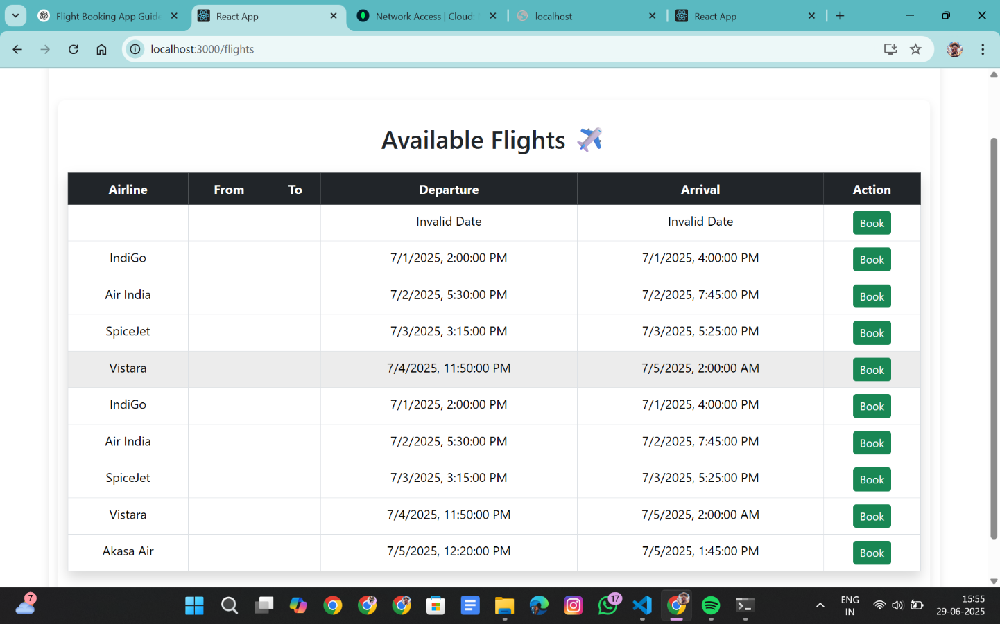 Flight Booking App Guide
React App
Network Access | Cloud:
localhost
React App
localhost:3000/flights
Available Flights
Airline From To Departure Arrival Action
Invalid Date Invalid Date Book
IndiGo 7/1/2025, 2:00:00 PM 7/1/2025, 4:00:00 PM Book
Air India 7/2/2025, 5:30:00 PM 7/2/2025, 7:45:00 PM Book
SpiceJet 7/3/2025, 3:15:00 PM 7/3/2025, 5:25:00 PM Book
Vistara 7/4/2025, 11:50:00 PM 7/5/2025, 2:00:00 AM Book
IndiGo 7/1/2025, 2:00:00 PM 7/1/2025, 4:00:00 PM Book
Air India 7/2/2025, 5:30:00 PM 7/2/2025, 7:45:00 PM Book
SpiceJet 7/3/2025, 3:15:00 PM 7/3/2025, 5:25:00 PM Book
Vistara 7/4/2025, 11:50:00 PM 7/5/2025, 2:00:00 AM Book
Akasa Air 7/5/2025, 12:20:00 PM 7/5/2025, 1:45:00 PM Book
7
17
ENG
IN
15:55
29-06-2025